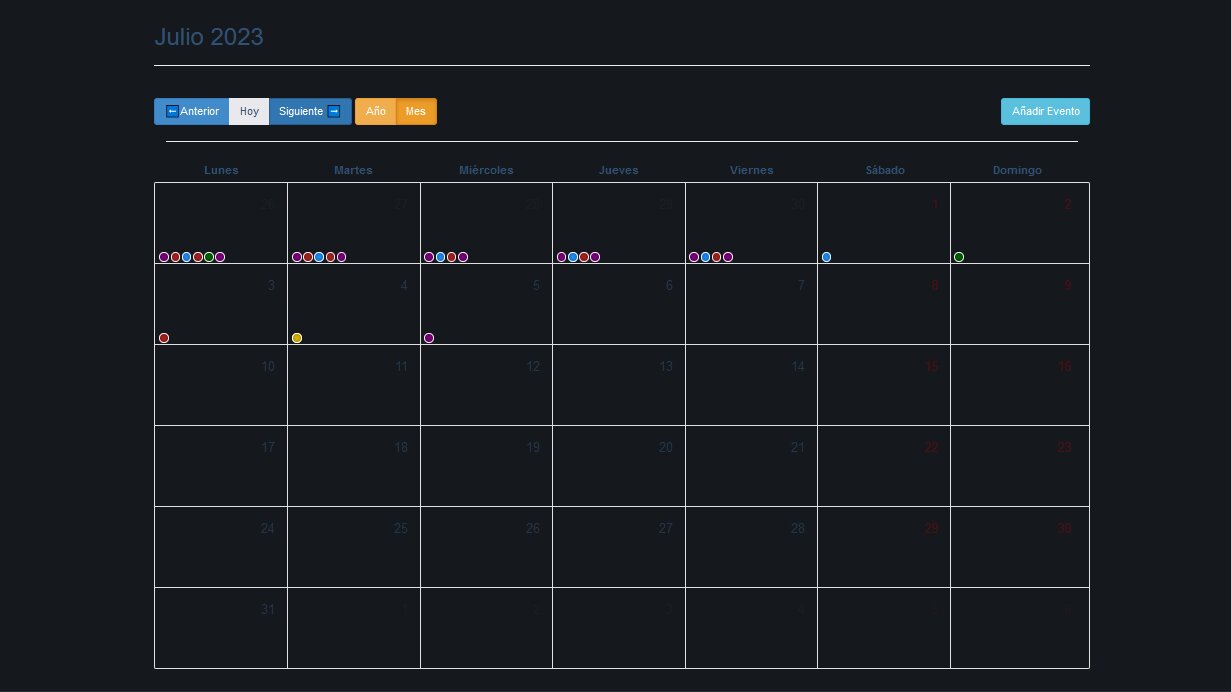 Julio 2023
⬅Anterior Hoy Siguiente ➡ Año Mes Añadir Evento
Lunes Martes Miércoles Jueves Viernes Sábado Domingo
26 27 28 29 30 1 2
3 4 5 6 7 8 9
10 11 12 13 14 15 16
17 18 19 20 21 22 23
24 25 26 27 28 29 30
31 1 2 3 4 5 6